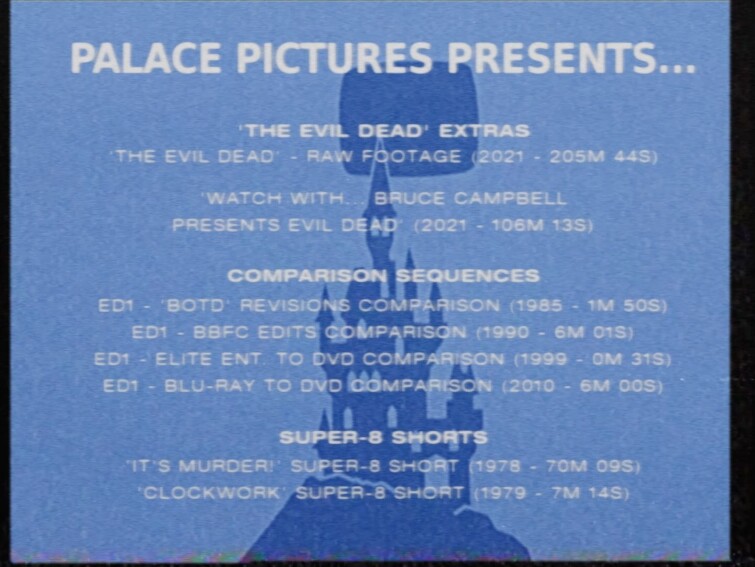 PALACE PICTURES PRESENTS...
'THE EVIL DEAD' EXTRAS
'THE EVIL DEAD' - RAW FOOTAGE (2021 - 205M 44S)
'WATCH WITH... BRUCE CAMPBELL
PRESENTS EVIL DEAD' (2021 - 106M 13S)
COMPARISON SEQUENCES
ED1 - 'BOTD' REVISIONS COMPARISON (1985 - 1M 50S)
ED1 - BBFC EDITS COMPARISON (1990 - 6M 01S)
ED1 - ELITE ENT. TO DVD COMPARISON (1999 - 0M 31S)
ED1 - BLU-RAY TO DVD COMPARISON (2010 - 6M 00S)
SUPER-8 SHORTS
'IT'S MURDER!' SUPER-8 SHORT (1978 - 70M 09S)
'CLOCKWORK' SUPER-8 SHORT (1979 - 7M 14S)